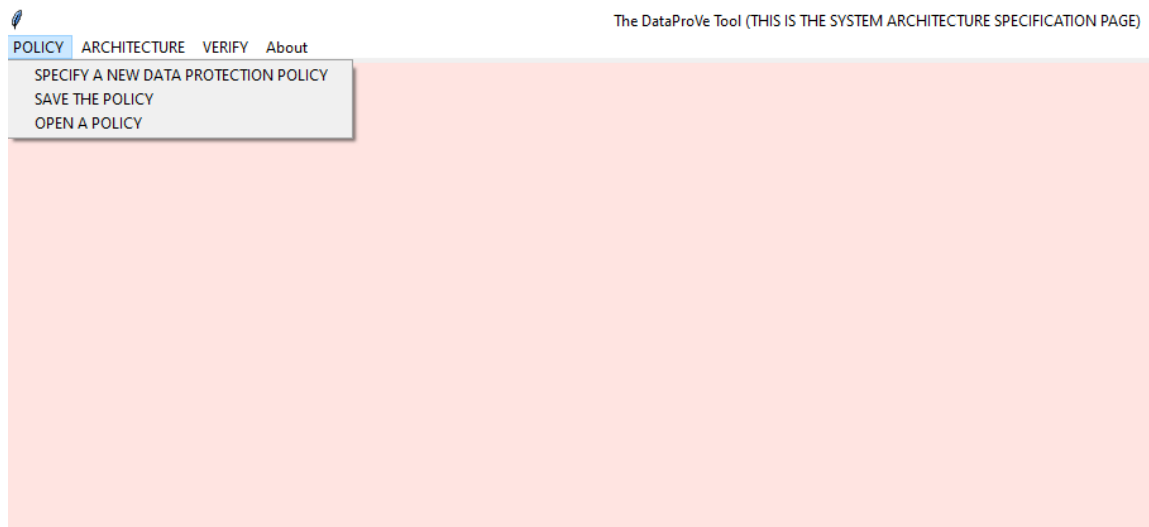 The DataProVe Tool (THIS IS THE SYSTEM ARCHITECTURE SPECIFICATION PAGE)
POLICY ARCHITECTURE VERIFY About
SPECIFY A NEW DATA PROTECTION POLICY
SAVE THE POLICY
OPEN A POLICY